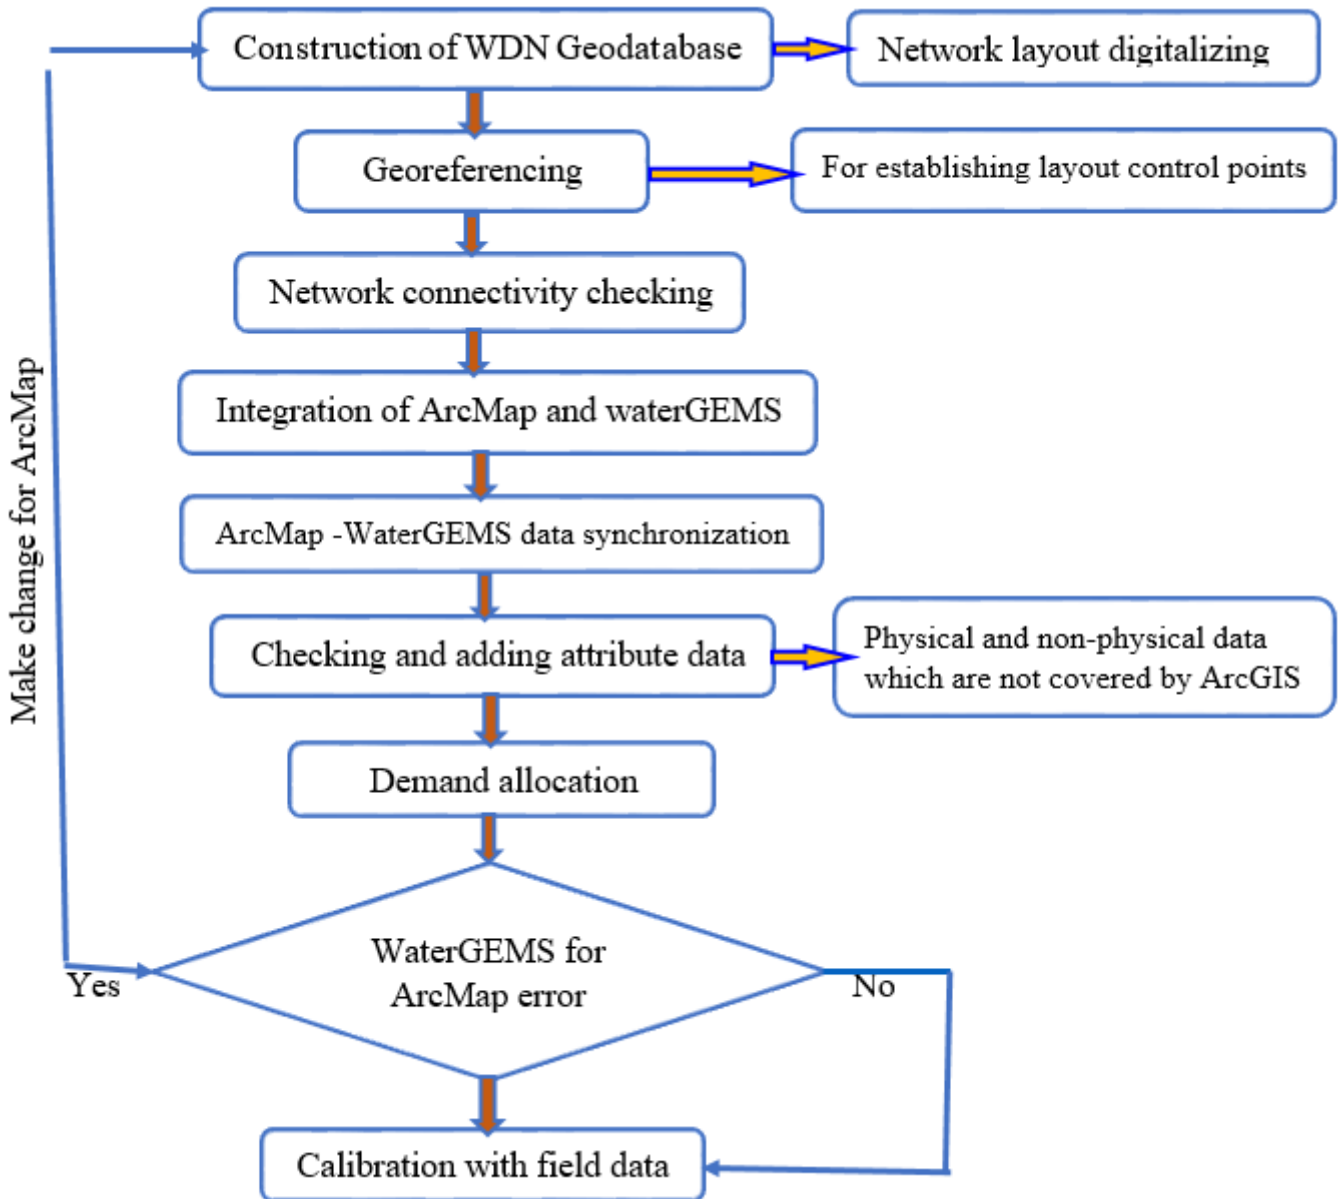 Construction of WDN Geodatabase
Network layout digitalizing
Georeferencing
For establishing layout control points
Network connectivity checking
Integration of ArcMap and waterGEMS
ArcMap -WaterGEMS data synchronization
Checking and adding attribute data
Physical and non-physical data
which are not covered by ArcGIS
Demand allocation
Make change for ArcMap
WaterGEMS for
ArcMap error
Yes
No
Calibration with field data